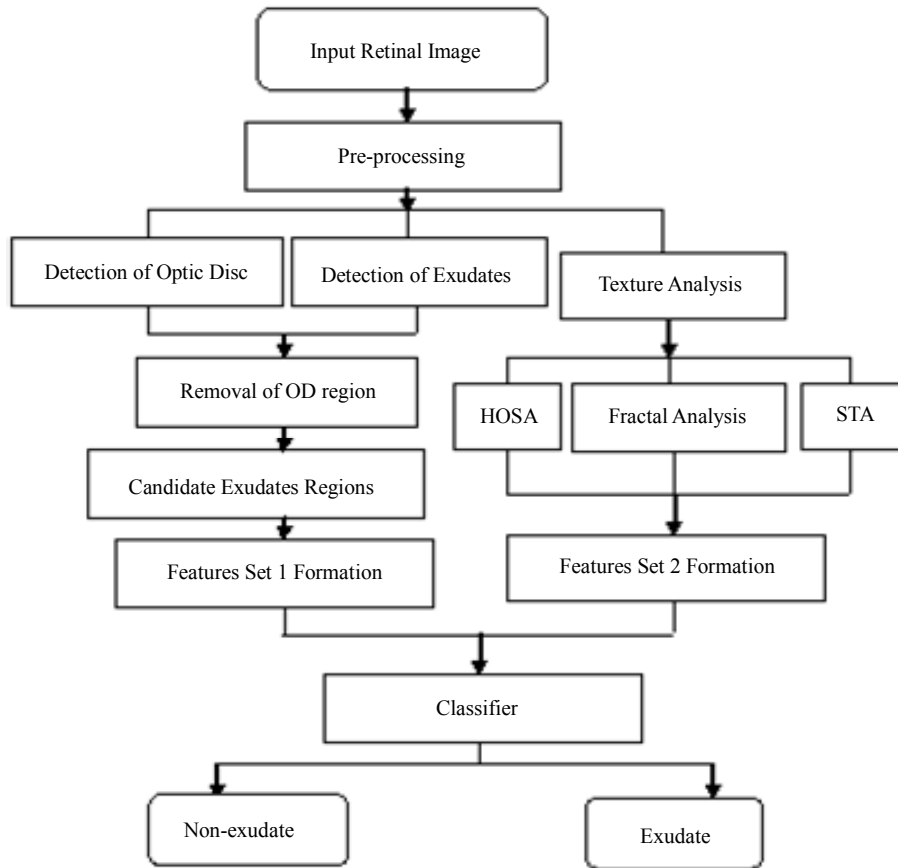 Input Retinal Image
Pre-processing
Detection of Optic Disc
Detection of Exudates
Texture Analysis
Removal of OD region
HOSA
Fractal Analysis
STA
Candidate Exudates Regions
Features Set 1 Formation
Features Set 2 Formation
Classifier
Non-exudate
Exudate